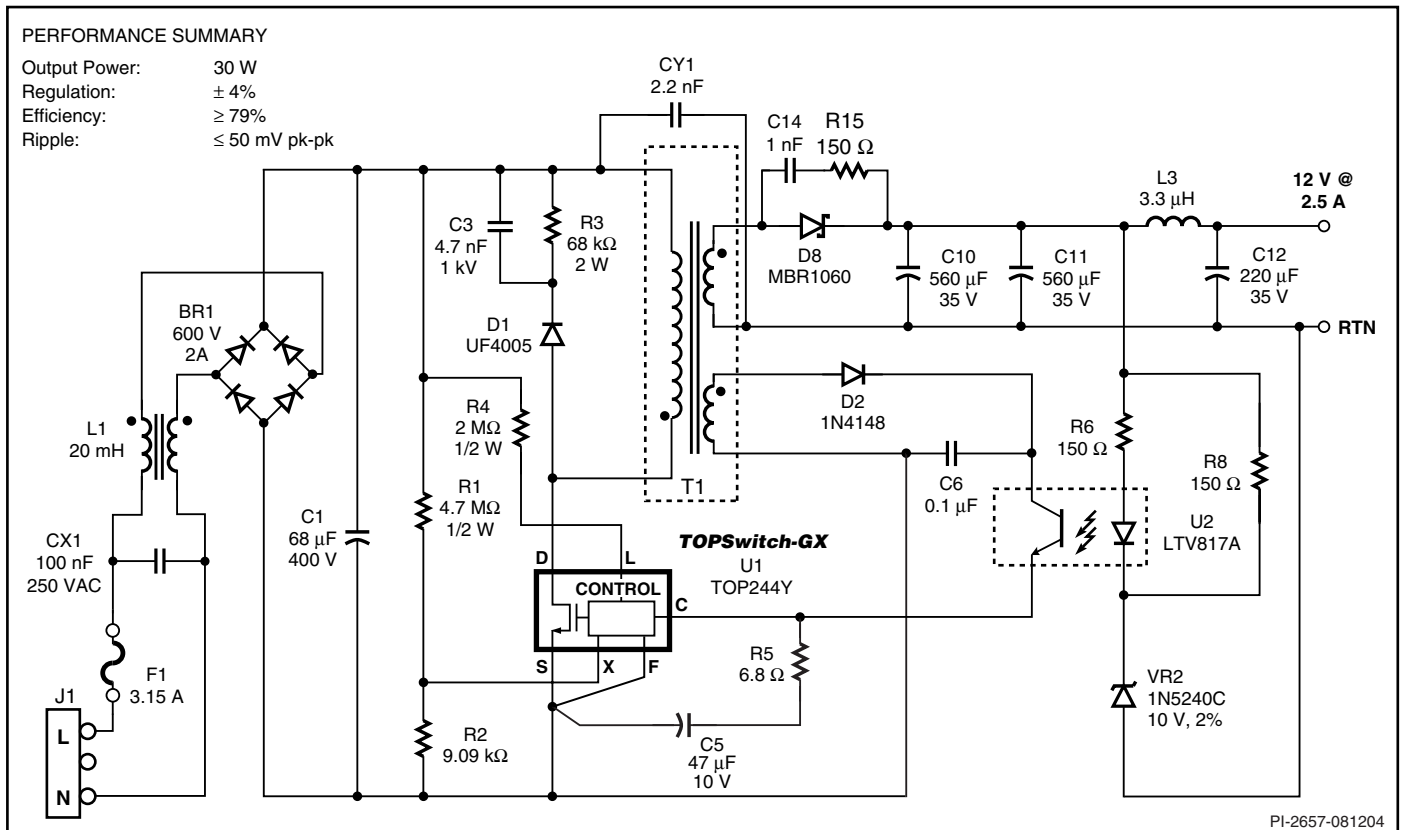 PERFORMANCE SUMMARY
Output Power: 30 W
Regulation: ± 4%
Efficiency: ≥ 79%
Ripple: ≤ 50 mV pk-pk
CY1
2.2 nF
C14
1 nF
R15
150 Ω
L3
3.3 µH
12 V @
2.5 A
C3
4.7 nF
1 kV
R3
68 kΩ
2 W
D8
MBR1060
C10
560 µF
35 V
C11
560 µF
35 V
C12
220 µF
35 V
RTN
BR1
600 V
2A
D1
UF4005
D2
1N4148
L1
20 mH
R4
2 MΩ
1/2 W
R1
4.7 MΩ
1/2 W
T1
C6
0.1 µF
R6
150 Ω
R8
150 Ω
U2
LTV817A
C1
68 µF
400 V
CX1
100 nF
250 VAC
TOPSwitch-GX
U1
TOP244Y
D
L
CONTROL
C
S
X
F
R5
6.8 Ω
VR2
1N5240C
10 V, 2%
F1
3.15 A
J1
L
N
R2
9.09 kΩ
C5
47 µF
10 V
PI-2657-081204